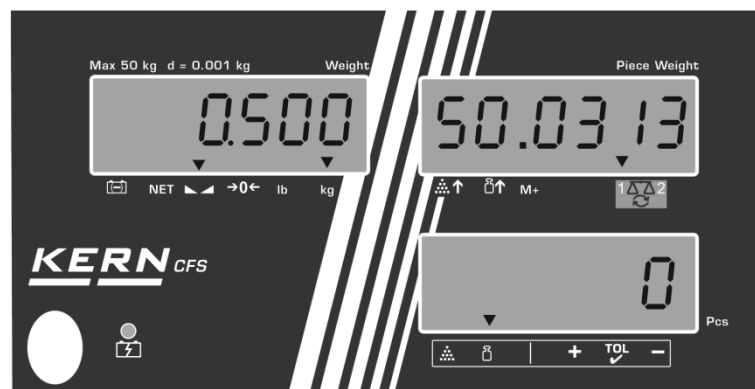 Max 50 kg d = 0.001 kg Weight
Piece Weight
0.500
50.0313
NET →0← lb kg
M+
1 2
KERN CFS
0
Pcs
+ TOL −